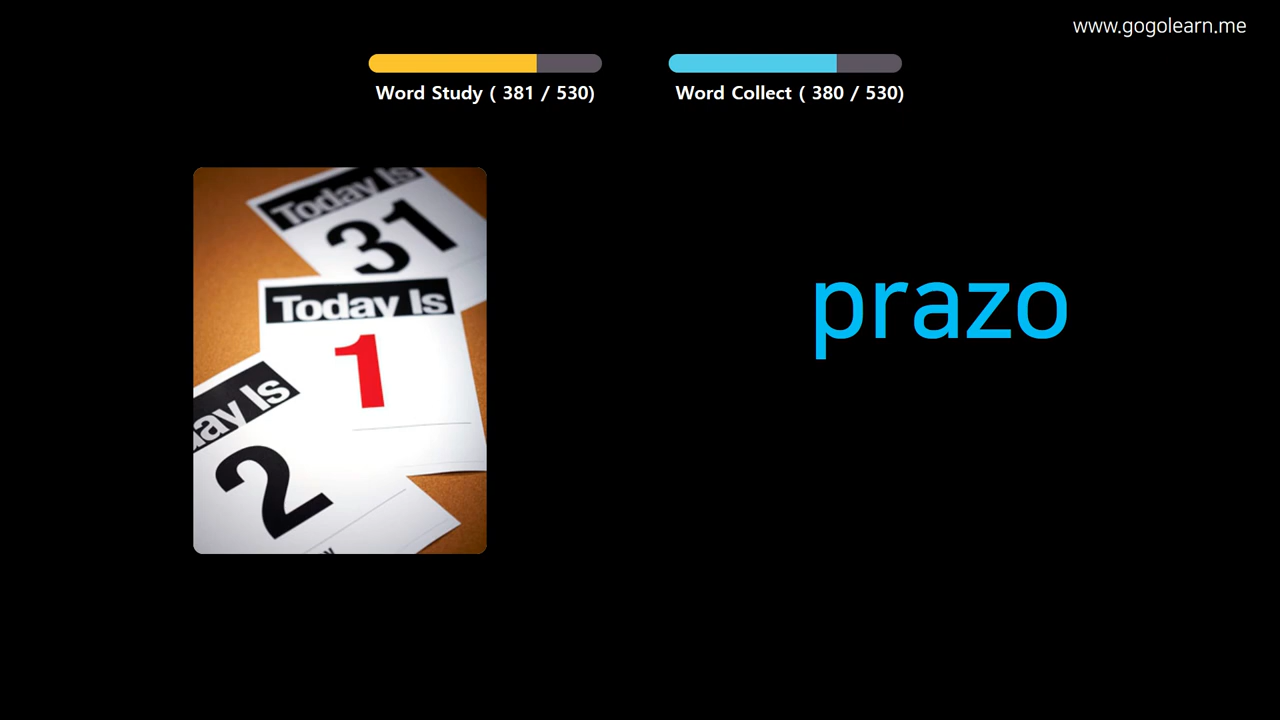 www.gogolearn.me
Word Study ( 381 / 530)
Word Collect ( 380 / 530)
Today Is
31
Today Is
1
prazo
ay Is
2